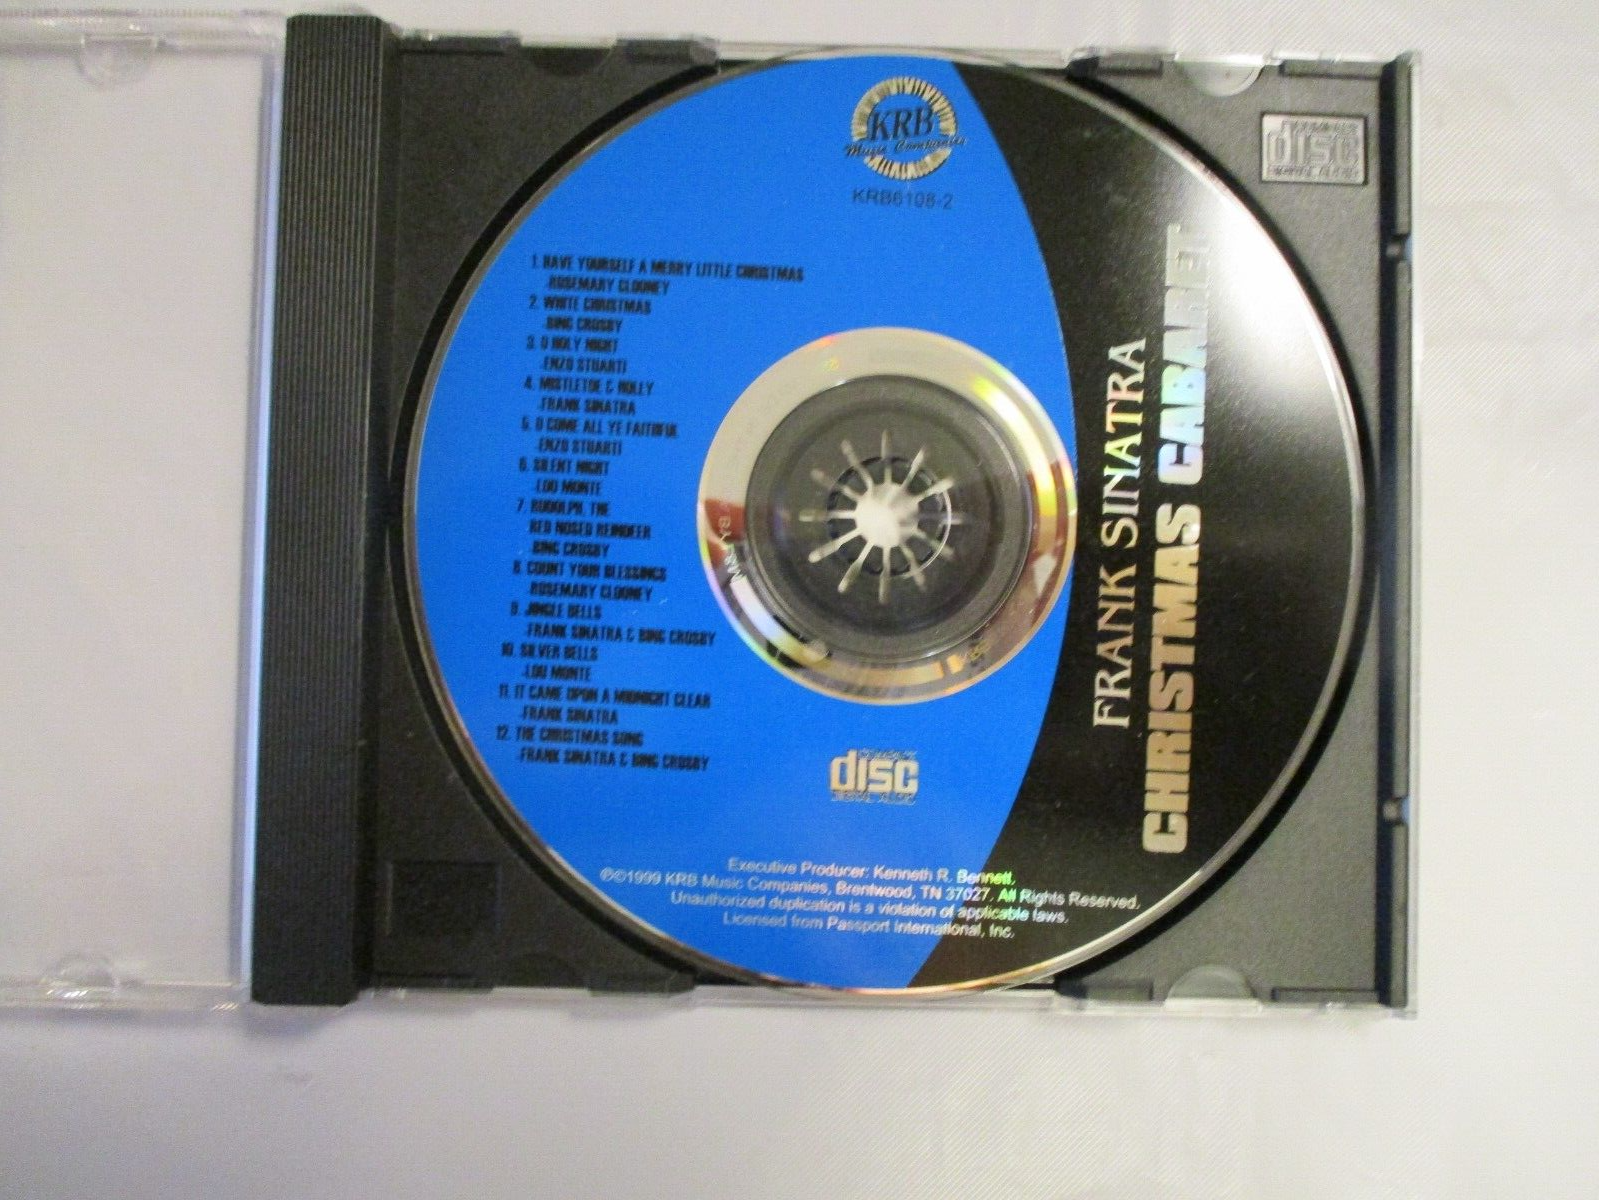 KRB
Music Companies
KRB6108-2
1. HAVE YOURSELF A MERRY LITTLE CHRISTMAS
-ROSEMARY CLOONEY
2. WHITE CHRISTMAS
-BING CROSBY
3. O HOLY NIGHT
-ENZO STUARTI
4. MISTLETOE & HOLLY
-FRANK SINATRA
5. O COME ALL YE FAITHFUL
-ENZO STUARTI
6. SILENT NIGHT
-LOU MONTE
7. RUDOLPH, THE
RED NOSED REINDEER
-BING CROSBY
8. COUNT YOUR BLESSINGS
-ROSEMARY CLOONEY
9. JINGLE BELLS
-FRANK SINATRA & BING CROSBY
10. SILVER BELLS
-LOU MONTE
11. IT CAME UPON A MIDNIGHT CLEAR
-FRANK SINATRA
12. THE CHRISTMAS SONG
-FRANK SINATRA & BING CROSBY
COMPACT
disc
DIGITAL AUDIO
Executive Producer: Kenneth R. Bennett.
℗©1999 KRB Music Companies, Brentwood, TN 37027. All Rights Reserved.
Unauthorized duplication is a violation of applicable laws.
Licensed from Passport International, Inc.
FRANK SINATRA
CHRISTMAS CABARET
COMPACT
disc
DIGITAL AUDIO